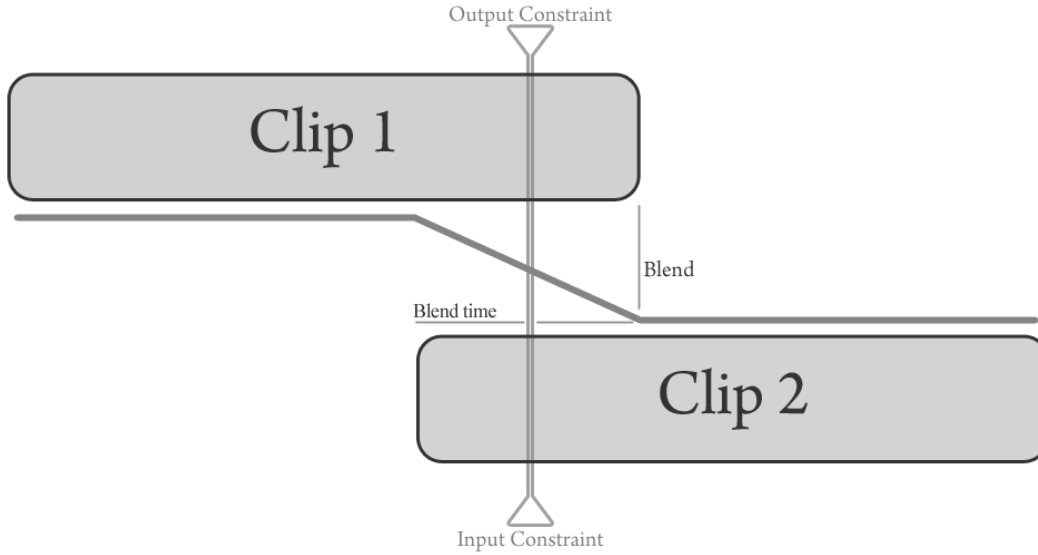 Output Constraint
Clip 1
Blend
Blend time
Clip 2
Input Constraint